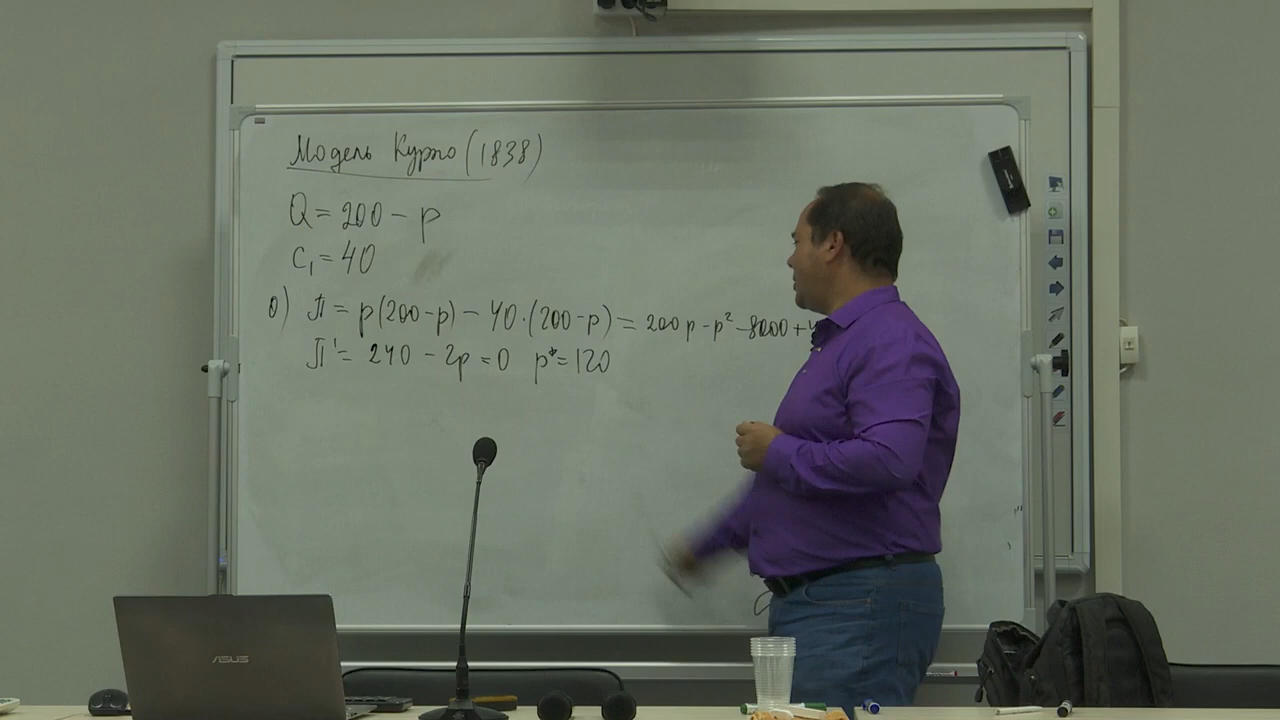 Модель Курно (1838)
Q = 200 - p
C₁ = 40
0) П = p(200-p) - 40·(200-p) = 200p - p² - 8000 +
П' = 240 - 2p = 0 p* = 120
ASUS